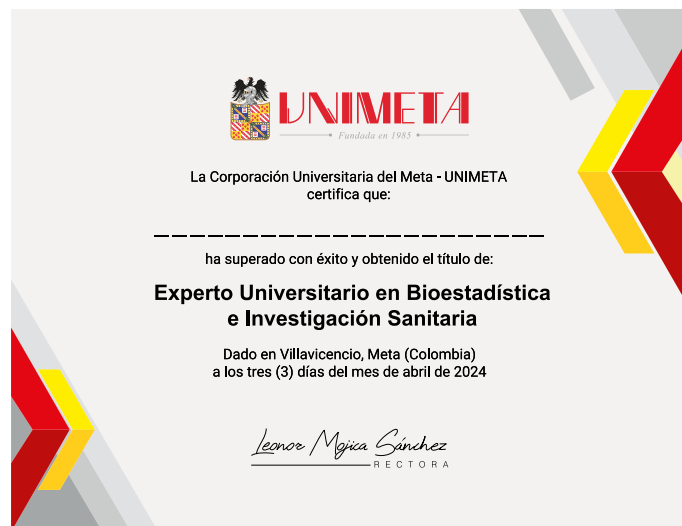 UNIMETA
Fundada en 1985
La Corporación Universitaria del Meta - UNIMETA
certifica que:
ha superado con éxito y obtenido el título de:
Experto Universitario en Bioestadística
e Investigación Sanitaria
Dado en Villavicencio, Meta (Colombia)
a los tres (3) días del mes de abril de 2024
Leonor Mojica Sánchez
RECTORA